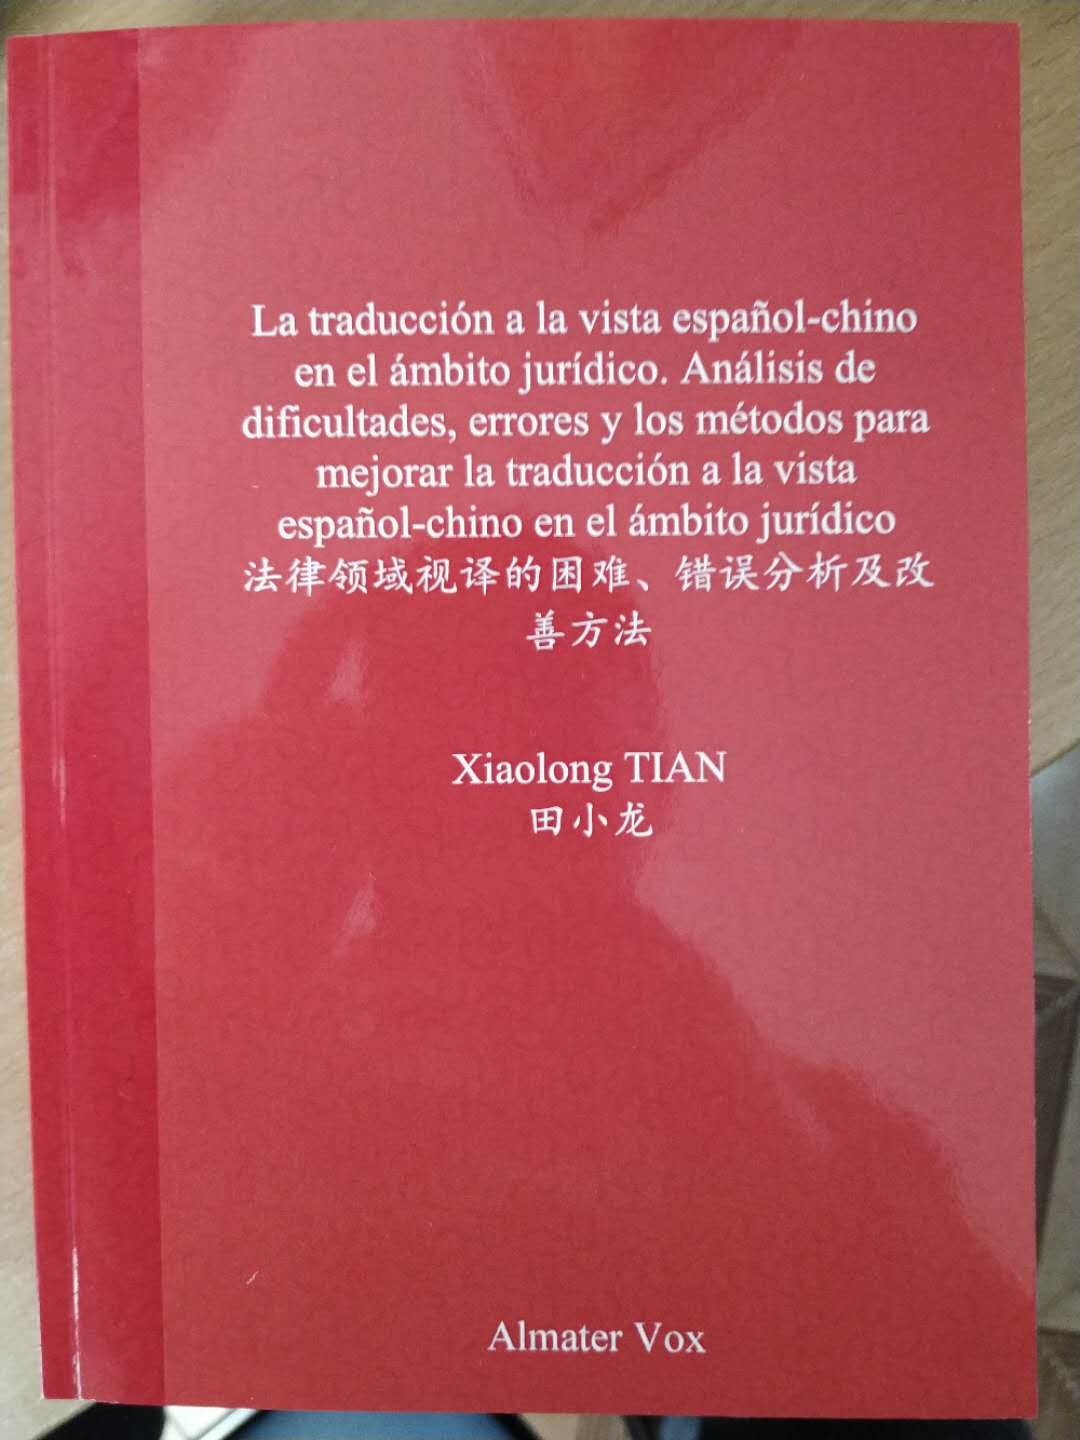 La traducción a la vista español-chino
en el ámbito jurídico. Análisis de
dificultades, errores y los métodos para
mejorar la traducción a la vista
español-chino en el ámbito jurídico
法律领域视译的困难、错误分析及改
善方法
Xiaolong TIAN
田小龙
Almater Vox